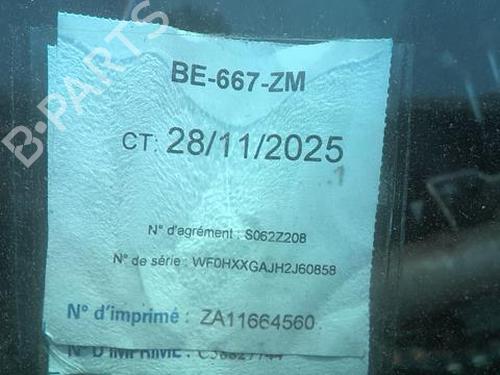 BE-667-ZM
CT: 28/11/2025
N° d'agrément : S062Z208
N° de série : WF0HXXGAJH2J60858
N° d'imprimé : ZA11664560
N° D'IMPRIMÉ :
B-PARTS